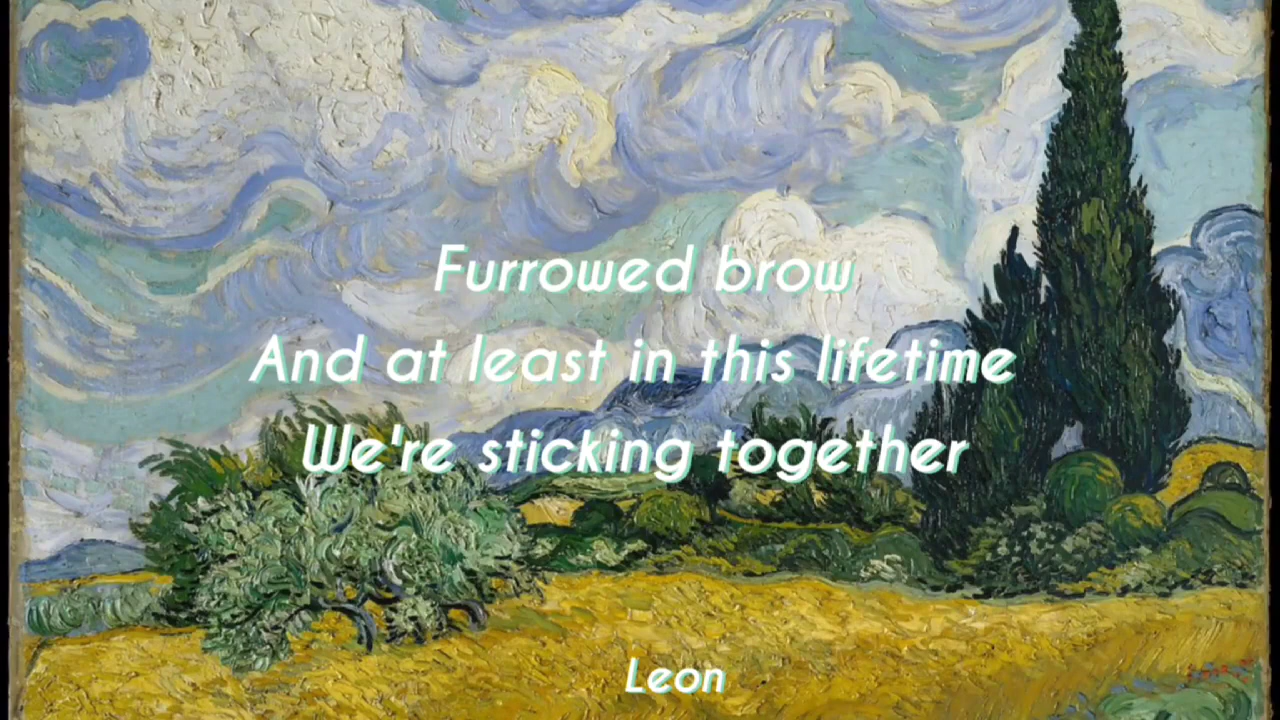 Furrowed brow
And at least in this lifetime
We're sticking together
Leon